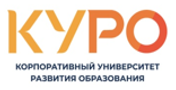 КУРО
КОРПОРАТИВНЫЙ УНИВЕРСИТЕТ
РАЗВИТИЯ ОБРАЗОВАНИЯ